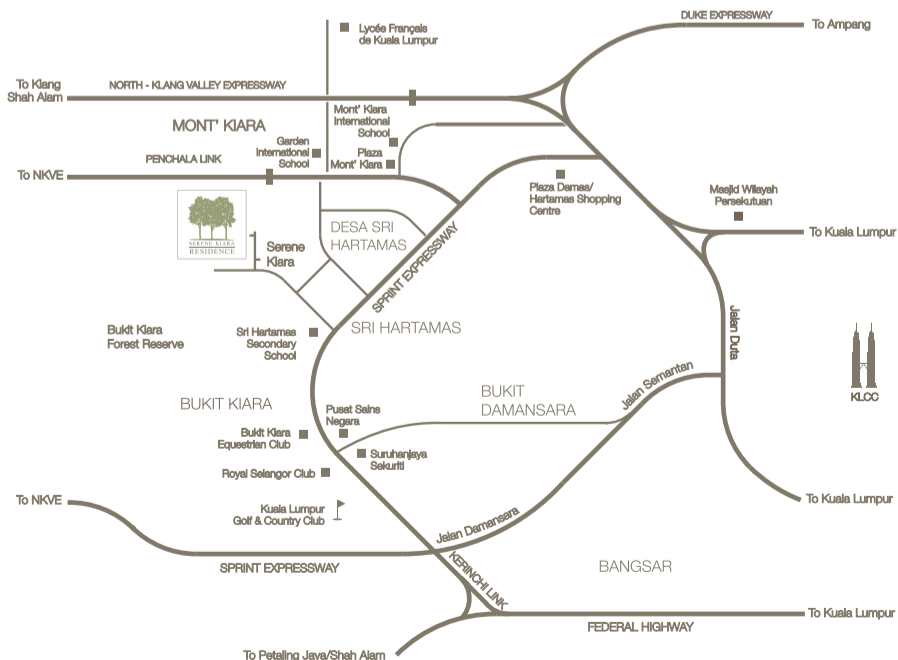 DUKE EXPRESSWAY
To Ampang
Lycée Français
de Kuala Lumpur
To Klang
Shah Alam
NORTH - KLANG VALLEY EXPRESSWAY
MONT' KIARA
Mont' Kiara
International
School
Garden
International
School
Plaza
Mont' Kiara
PENCHALA LINK
To NKVE
Plaza Damas/
Hartamas Shopping
Centre
Masjid Wilayah
Persekutuan
To Kuala Lumpur
SERENE KIARA
RESIDENCE
DESA SRI
HARTAMAS
Serene
Kiara
SPRINT EXPRESSWAY
SRI HARTAMAS
Bukit Kiara
Forest Reserve
Sri Hartamas
Secondary
School
Jalan Duta
KLCC
BUKIT KIARA
BUKIT
DAMANSARA
Jalan Semantan
Pusat Sains
Negara
Bukit Kiara
Equestrian Club
Suruhanjaya
Sekuriti
Royal Selangor Club
Kuala Lumpur
Golf & Country Club
To NKVE
To Kuala Lumpur
Jalan Damansara
SPRINT EXPRESSWAY
KERINCHI LINK
BANGSAR
To Kuala Lumpur
FEDERAL HIGHWAY
To Petaling Jaya/Shah Alam